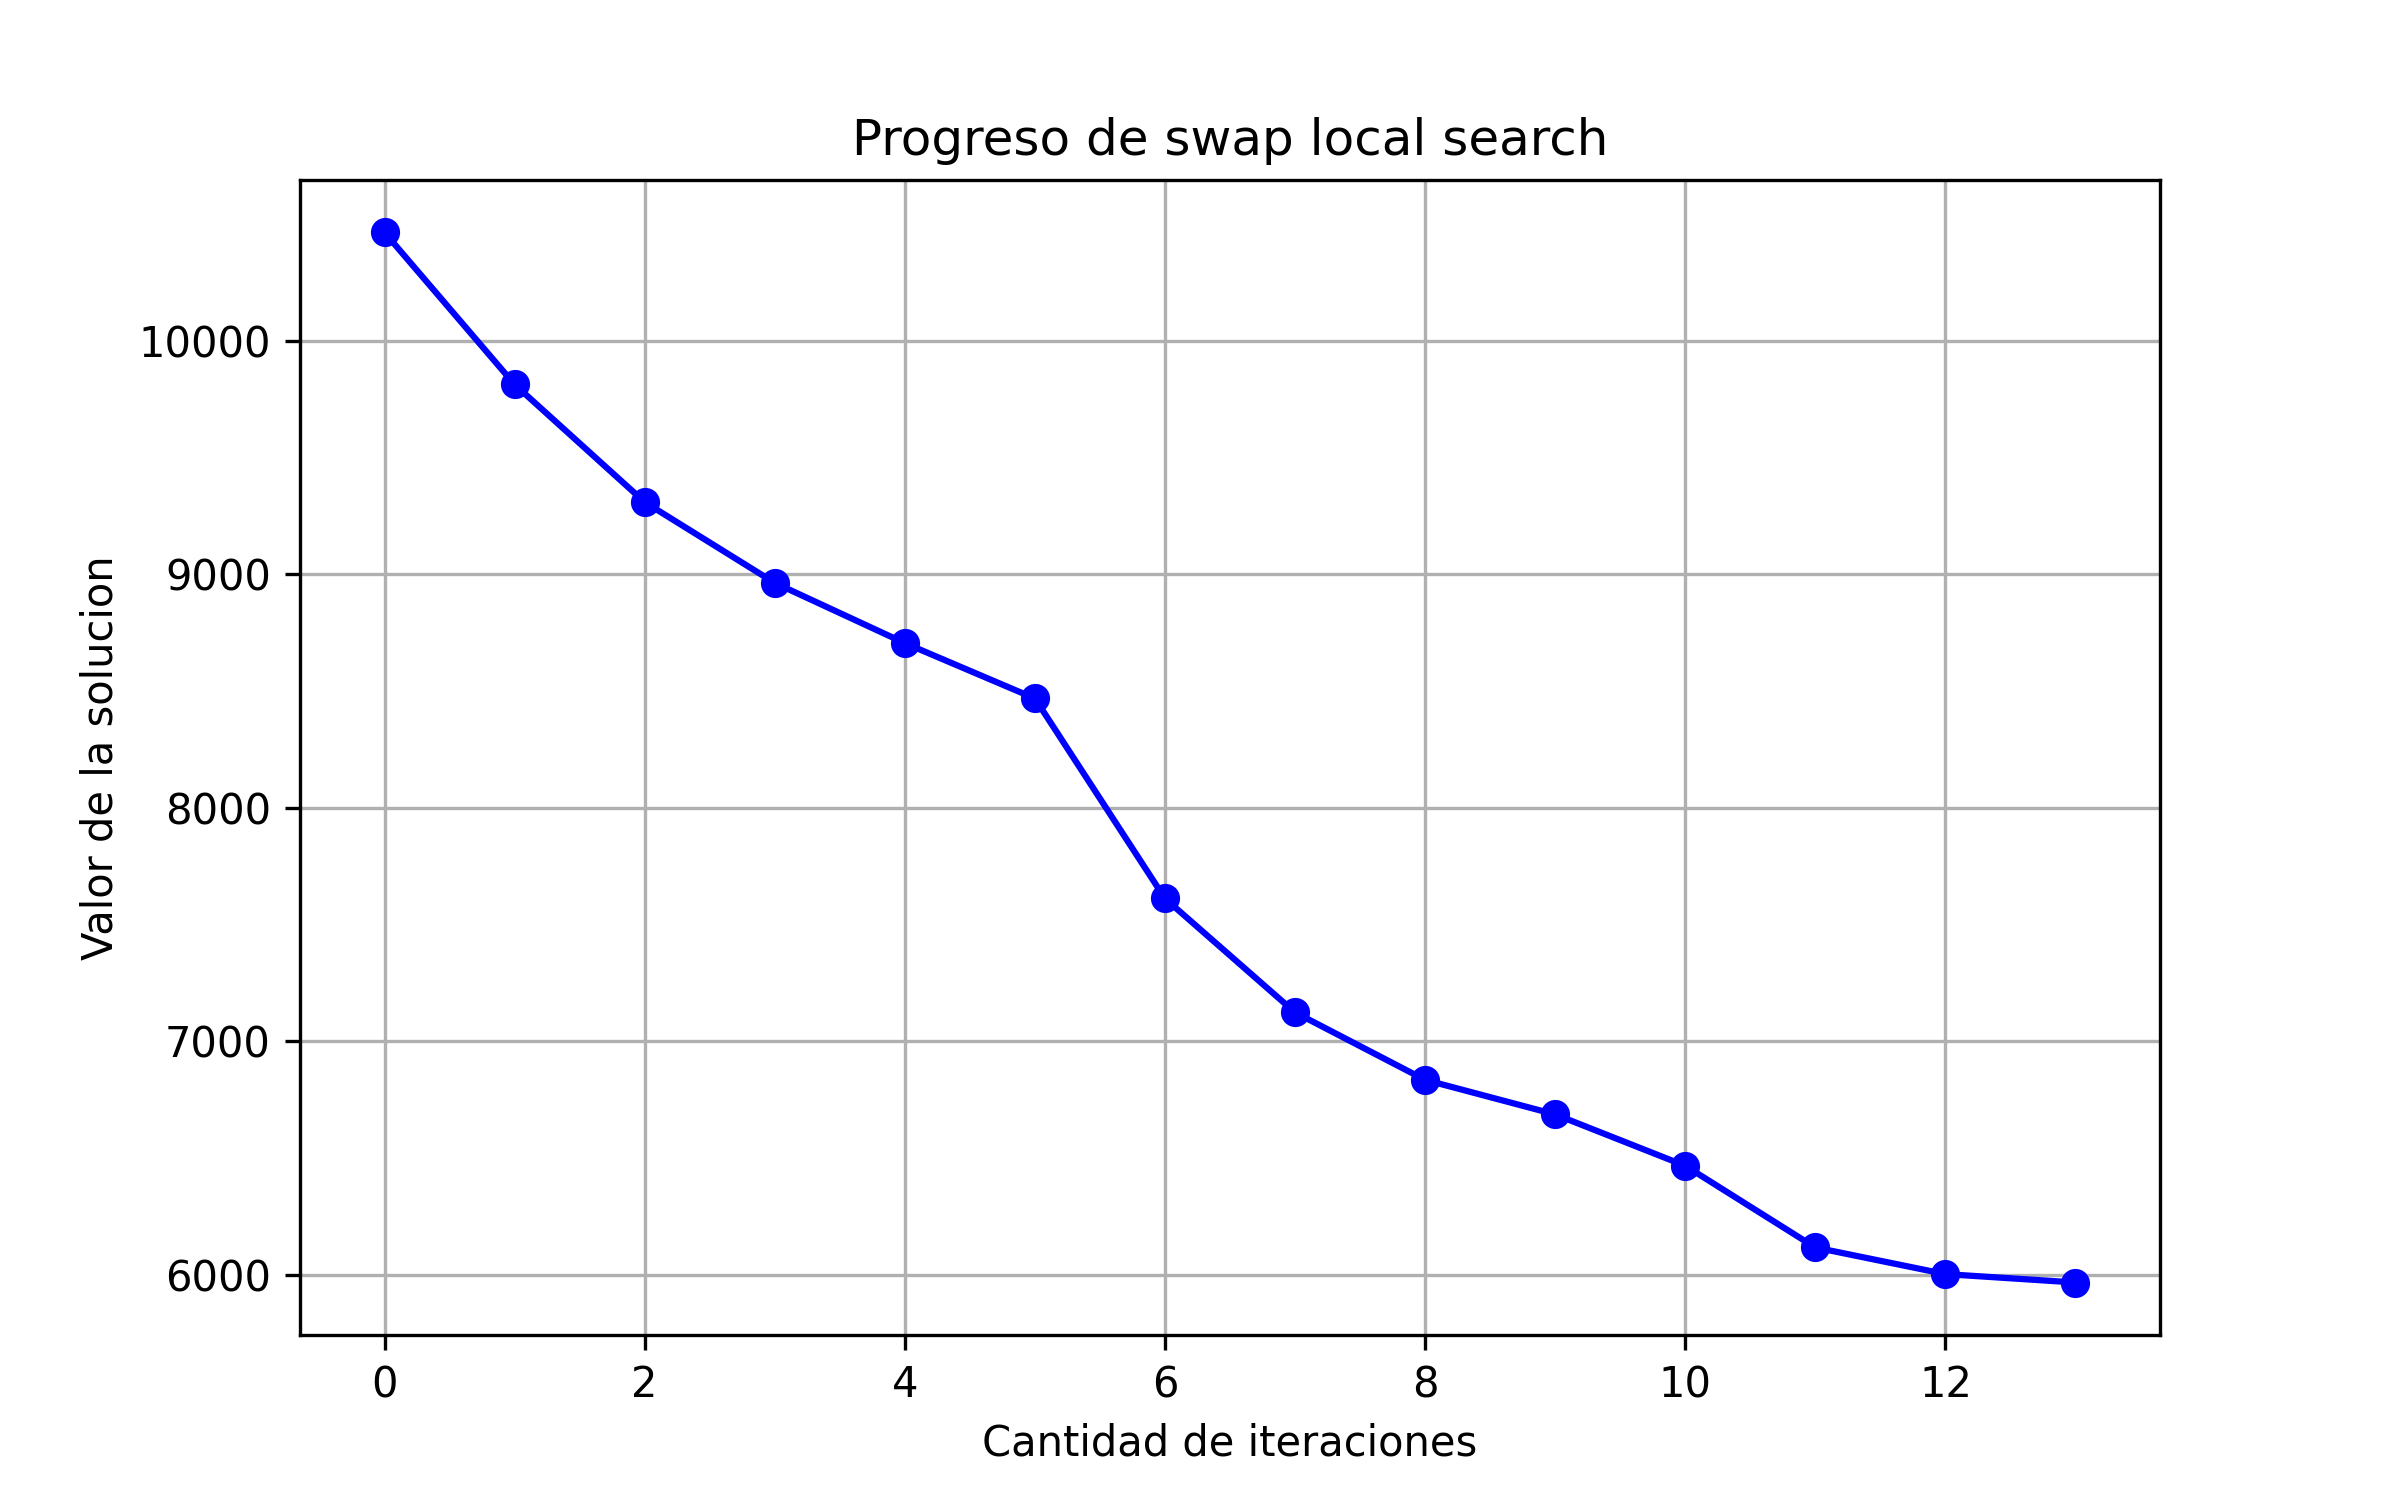 Progreso de swap local search
Valor de la solucion
10000
9000
8000
7000
6000
0 2 4 6 8 10 12
Cantidad de iteraciones